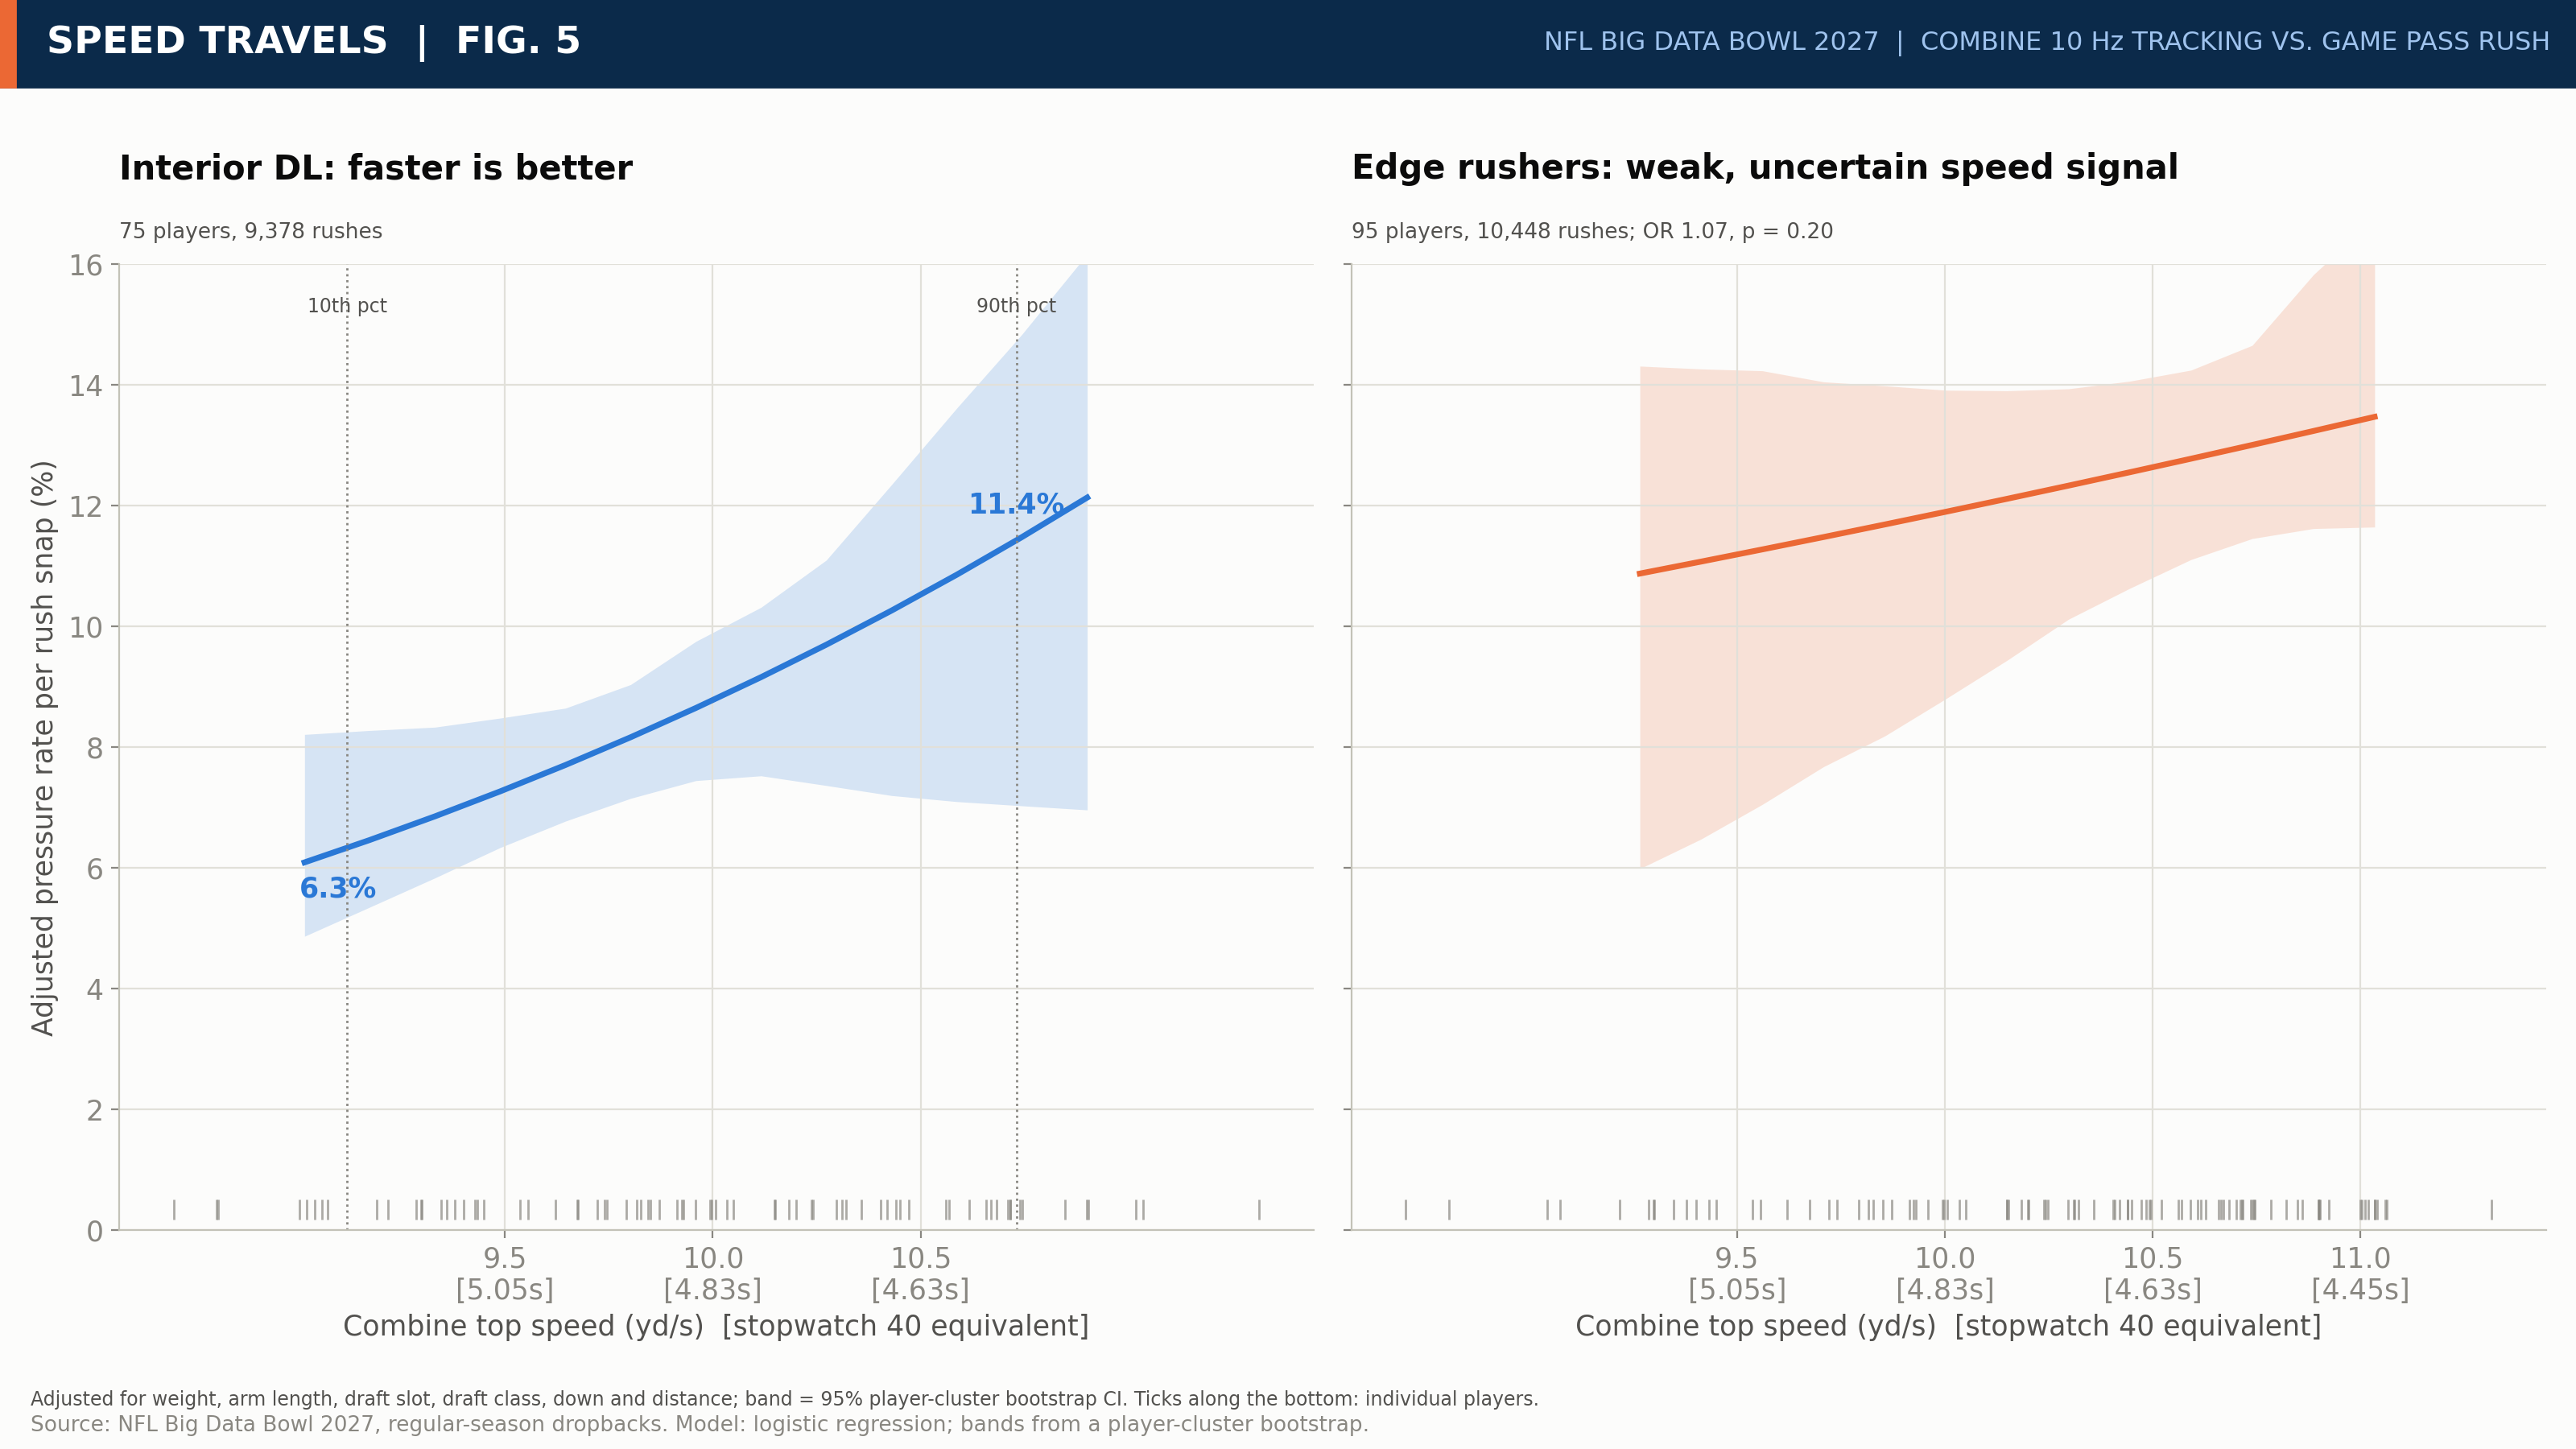 SPEED TRAVELS | FIG. 5
NFL BIG DATA BOWL 2027 | COMBINE 10 Hz TRACKING VS. GAME PASS RUSH
Interior DL: faster is better
75 players, 9,378 rushes
Adjusted pressure rate per rush snap (%)
16
14
12
10
8
6
4
2
0
10th pct
90th pct
11.4%
6.3%
9.5 10.0 10.5
[5.05s] [4.83s] [4.63s]
Combine top speed (yd/s) [stopwatch 40 equivalent]
Edge rushers: weak, uncertain speed signal
95 players, 10,448 rushes; OR 1.07, p = 0.20
9.5 10.0 10.5 11.0
[5.05s] [4.83s] [4.63s] [4.45s]
Combine top speed (yd/s) [stopwatch 40 equivalent]
Adjusted for weight, arm length, draft slot, draft class, down and distance; band = 95% player-cluster bootstrap CI. Ticks along the bottom: individual players.
Source: NFL Big Data Bowl 2027, regular-season dropbacks. Model: logistic regression; bands from a player-cluster bootstrap.